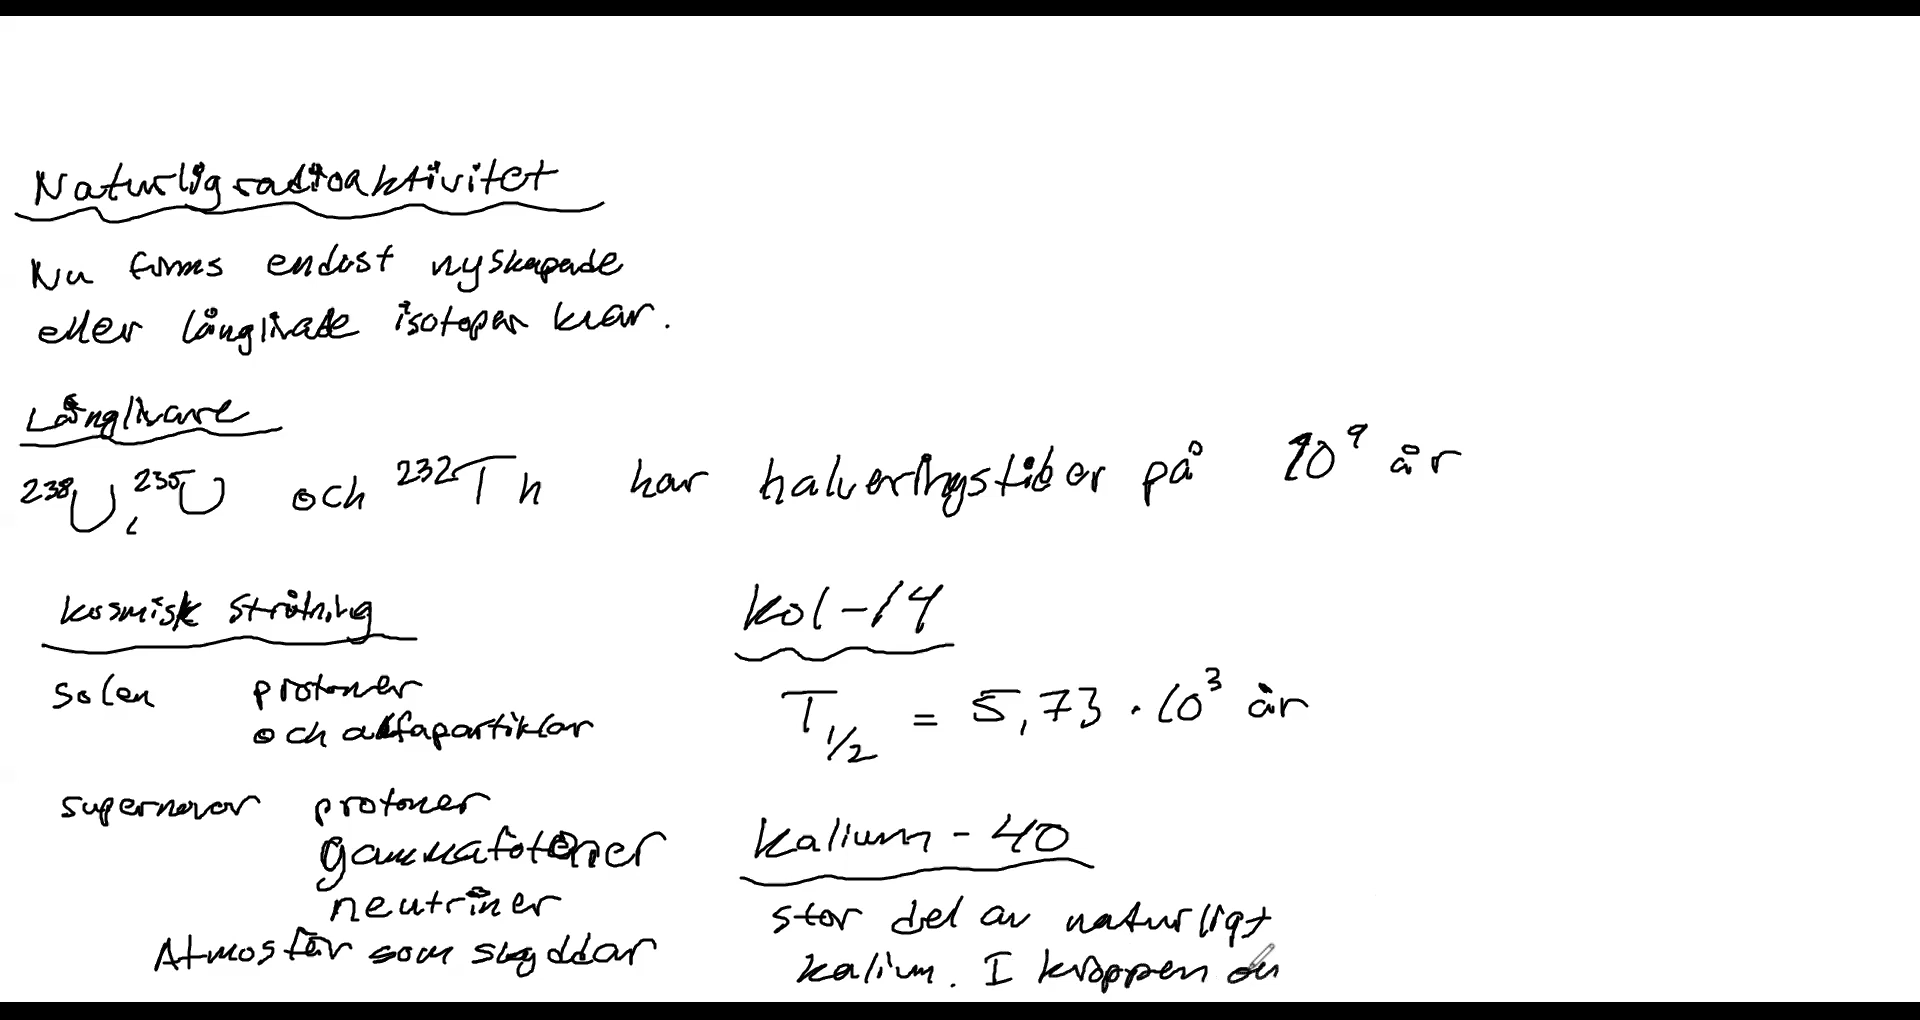 Naturlig radioaktivitet
Nu finns endast nyskapade
eller långlivade isotoper kvar.
Långlivare
²³⁸U, ²³⁵U och ²³²Th har halveringstider på 10⁹ år
kosmisk strålning
solen protoner
och alfapartiklar
supernovor protoner
gammafotoner
neutriner
Atmosfär som skyddar
Kol-14
T₁/₂ = 5,73 · 10³ år
Kalium - 40
stor del av naturligt
kalium. I kroppen